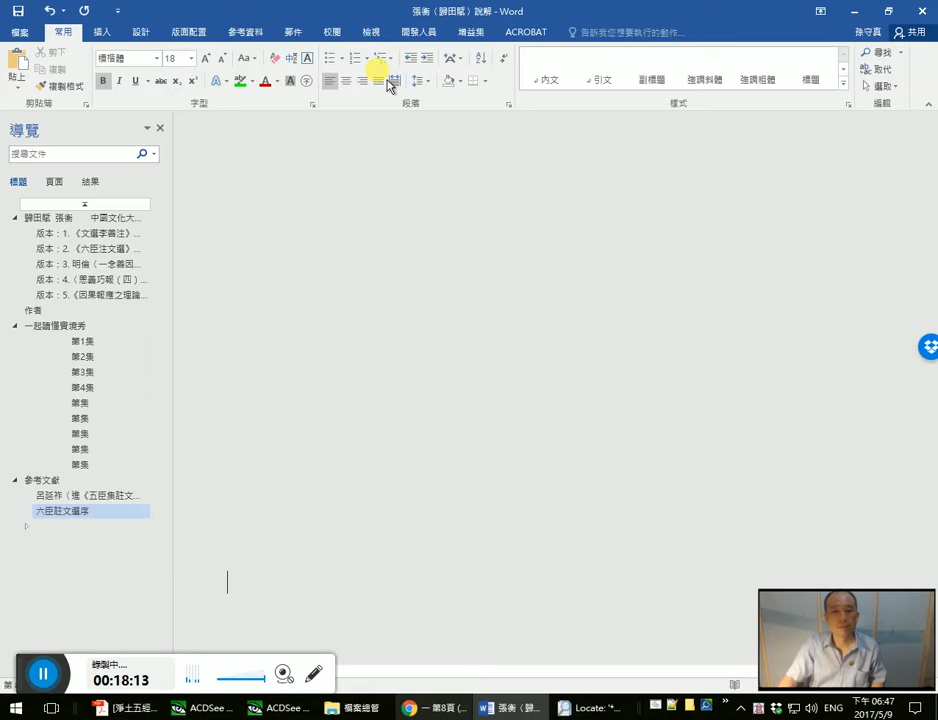 張衡〈歸田賦〉說解 - Word
檔案 常用 插入 設計 版面配置 參考資料 郵件 校閱 檢視 開發人員 增益集 ACROBAT 告訴我您想要執行的動作... 孫守真 共用
貼上
剪下
複製
複製格式
剪貼簿
標楷體 18
字型
段落
內文 引文 副標題 強調斜體 強調粗體 標題
樣式
尋找
取代
選取
編輯
導覽
搜尋文件
標題 頁面 結果
歸田賦 張衡 中國文化大...
版本：1.《文選李善注》...
版本：2.《六臣注文選》...
版本：3. 明倫〈一念善因...
版本：4.〈恩義巧報（四）...
版本：5.《因果報應之理論...
作者
一起讀懂實境秀
第1集
第2集
第3集
第4集
第集
第集
第集
第集
第集
參考文獻
呂延祚〈進《五臣集註文...
六臣註文選序
錄製中....
00:18:13
[淨土五經... ACDSee ... ACDSee ... 檔案總管 一 第8頁 (... 張衡〈歸... Locate: '*... ENG
下午 06:47
2017/5/9